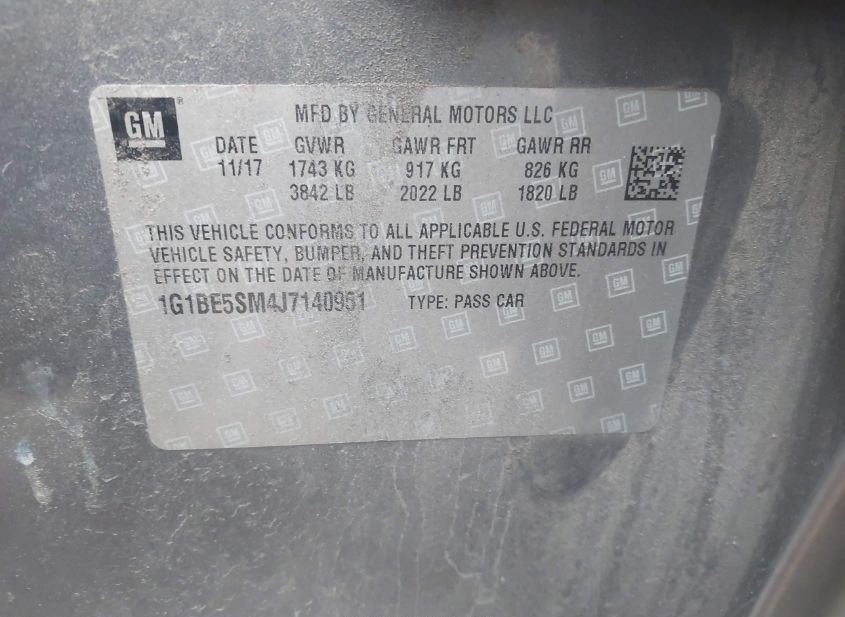 GM
MFD BY GENERAL MOTORS LLC
DATE GVWR GAWR FRT GAWR RR
11/17 1743 KG 917 KG 826 KG
3842 LB 2022 LB 1820 LB
THIS VEHICLE CONFORMS TO ALL APPLICABLE U.S. FEDERAL MOTOR
VEHICLE SAFETY, BUMPER, AND THEFT PREVENTION STANDARDS IN
EFFECT ON THE DATE OF MANUFACTURE SHOWN ABOVE.
1G1BE5SM4J7140951 TYPE: PASS CAR